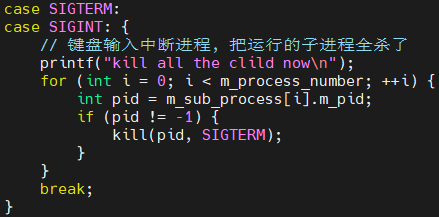 case SIGTERM:
case SIGINT: {
    // 键盘输入中断进程，把运行的子进程全杀了
    printf("kill all the clild now\n");
    for (int i = 0; i < m_process_number; ++i) {
        int pid = m_sub_process[i].m_pid;
        if (pid != -1) {
            kill(pid, SIGTERM);
        }
    }
    break;
}